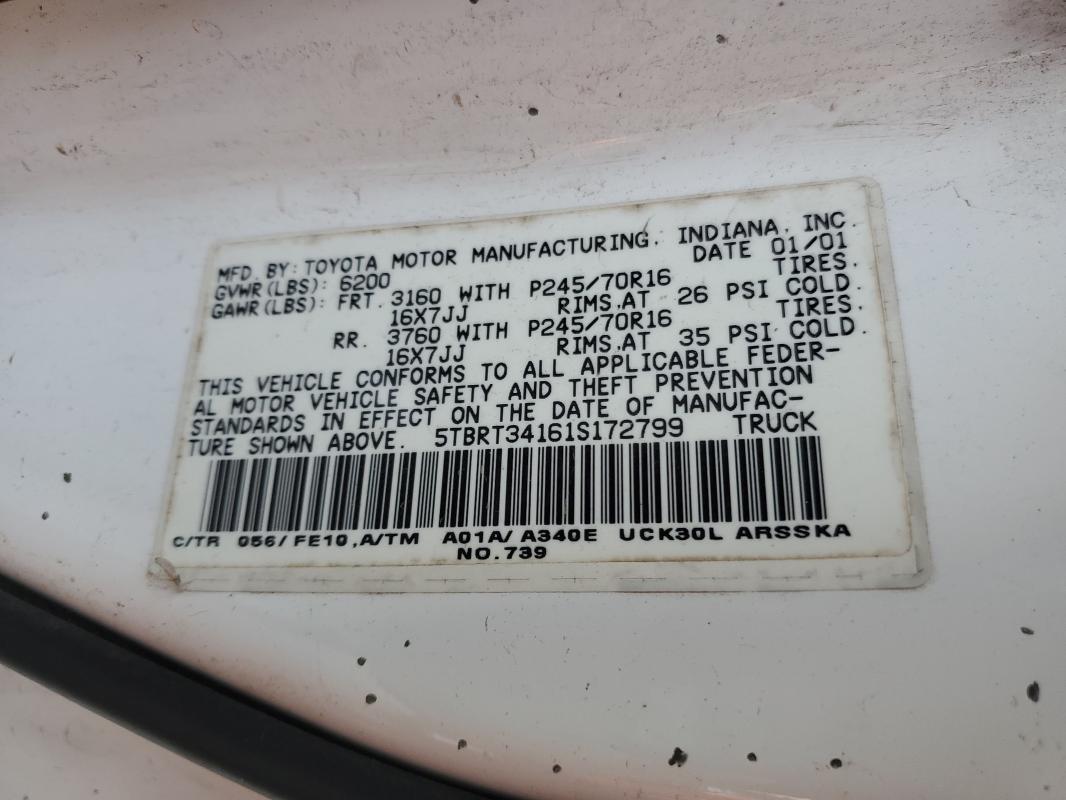 MFD. BY: TOYOTA MOTOR MANUFACTURING, INDIANA, INC.
GVWR(LBS): 6200 DATE 01/01
GAWR(LBS): FRT. 3160 WITH P245/70R16 TIRES.
16X7JJ RIMS.AT 26 PSI COLD.
RR. 3760 WITH P245/70R16 TIRES.
16X7JJ RIMS.AT 35 PSI COLD.
THIS VEHICLE CONFORMS TO ALL APPLICABLE FEDER-
AL MOTOR VEHICLE SAFETY AND THEFT PREVENTION
STANDARDS IN EFFECT ON THE DATE OF MANUFAC-
TURE SHOWN ABOVE. 5TBRT34161S172799 TRUCK
C/TR 056/FE10,A/TM A01A/A340E UCK30L ARSSKA
NO.739